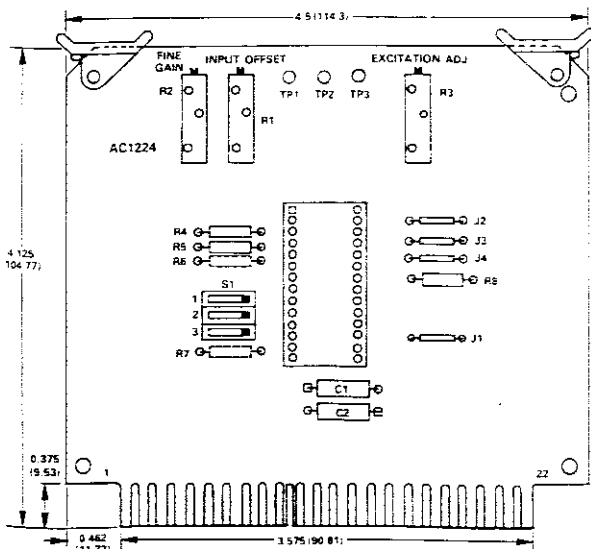 4.5 (114.3)
FINE GAIN
INPUT OFFSET
EXCITATION ADJ
R2
R1
TP1
TP2
TP3
R3
AC1224
4.125
(104.77)
R4
R5
R6
J2
J3
J4
R8
S1
1
2
3
R7
J1
C1
C2
0.375
(9.53)
1
22
0.462
3.575 (90.81)